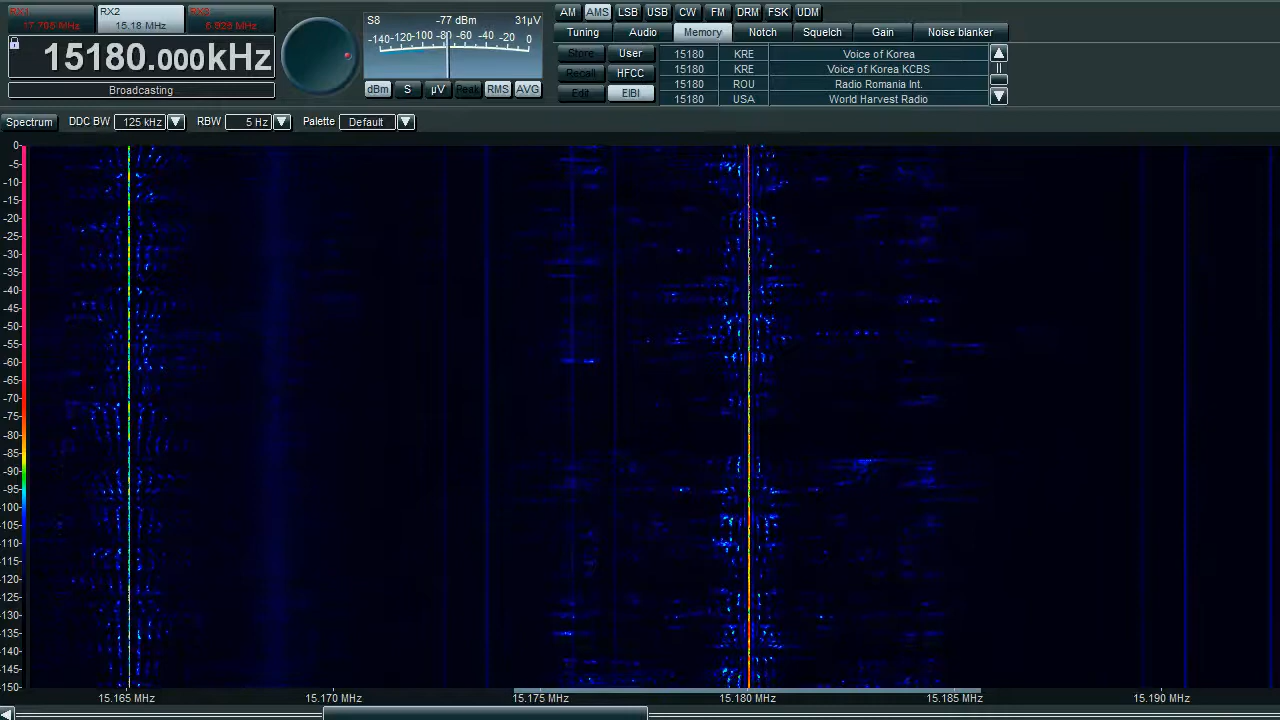 RX1 RX2 RX3
17.705 MHz 15.18 MHz 5.925 MHz
15180.000kHz
Broadcasting
S8 -77 dBm 31µV
-140 -120 -100 -80 -60 -40 -20 0
dBm S µV Peak RMS AVG
AM AMS LSB USB CW FM DRM FSK UDM
Tuning Audio Memory Notch Squelch Gain Noise blanker
Store User 15180 KRE Voice of Korea
15180 KRE Voice of Korea KCBS
Recall HFCC
15180 ROU Radio Romania Int.
Edit EIBI 15180 USA World Harvest Radio
Spectrum DDC BW 125 kHz RBW 5 Hz Palette Default
0
-5
-10
-15
-20
-25
-30
-35
-40
-45
-50
-55
-60
-65
-70
-75
-80
-85
-90
-95
-100
-105
-110
-115
-120
-125
-130
-135
-140
-145
-150
15.165 MHz 15.170 MHz 15.175 MHz 15.180 MHz 15.185 MHz 15.190 MHz